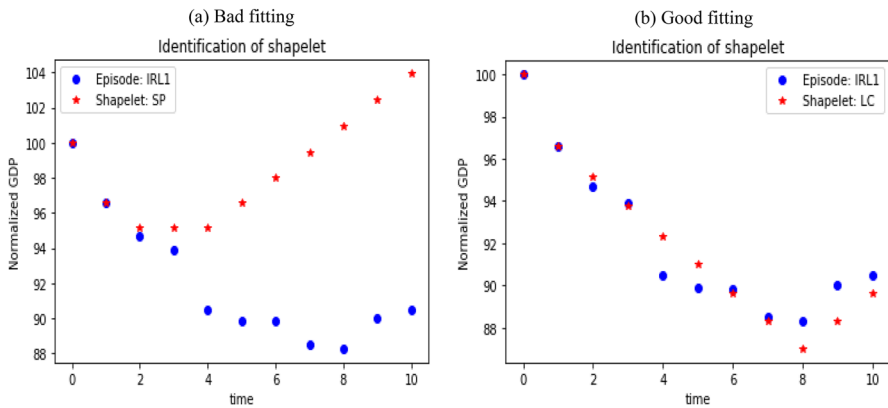 (a) Bad fitting
Identification of shapelet
Episode: IRL1
Shapelet: SP
Normalized GDP
104
102
100
98
96
94
92
90
88
0
2
4
6
8
10
time
(b) Good fitting
Identification of shapelet
Episode: IRL1
Shapelet: LC
Normalized GDP
100
98
96
94
92
90
88
0
2
4
6
8
10
time